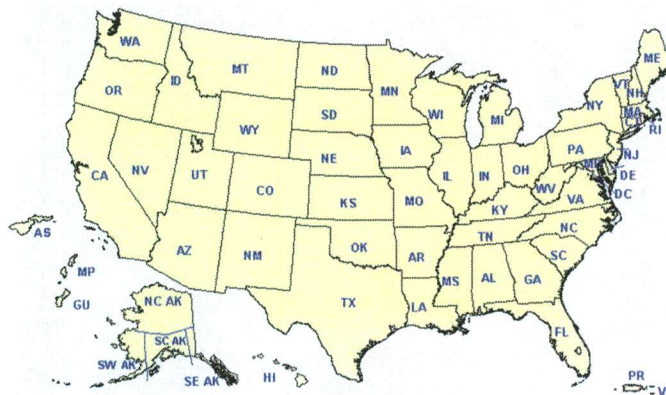 WA
MT
ND
ME
OR
ID
MN
VT
NH
SD
WI
MI
NY
MA
CT
RI
WY
IA
PA
NJ
NE
IL
IN
OH
MD
DE
CA
NV
UT
CO
WV
DC
KS
MO
KY
VA
AS
AZ
NM
OK
TN
NC
AR
SC
MP
MS
AL
GA
GU
NC AK
TX
LA
FL
SC AK
SW AK
SE AK
HI
PR
V